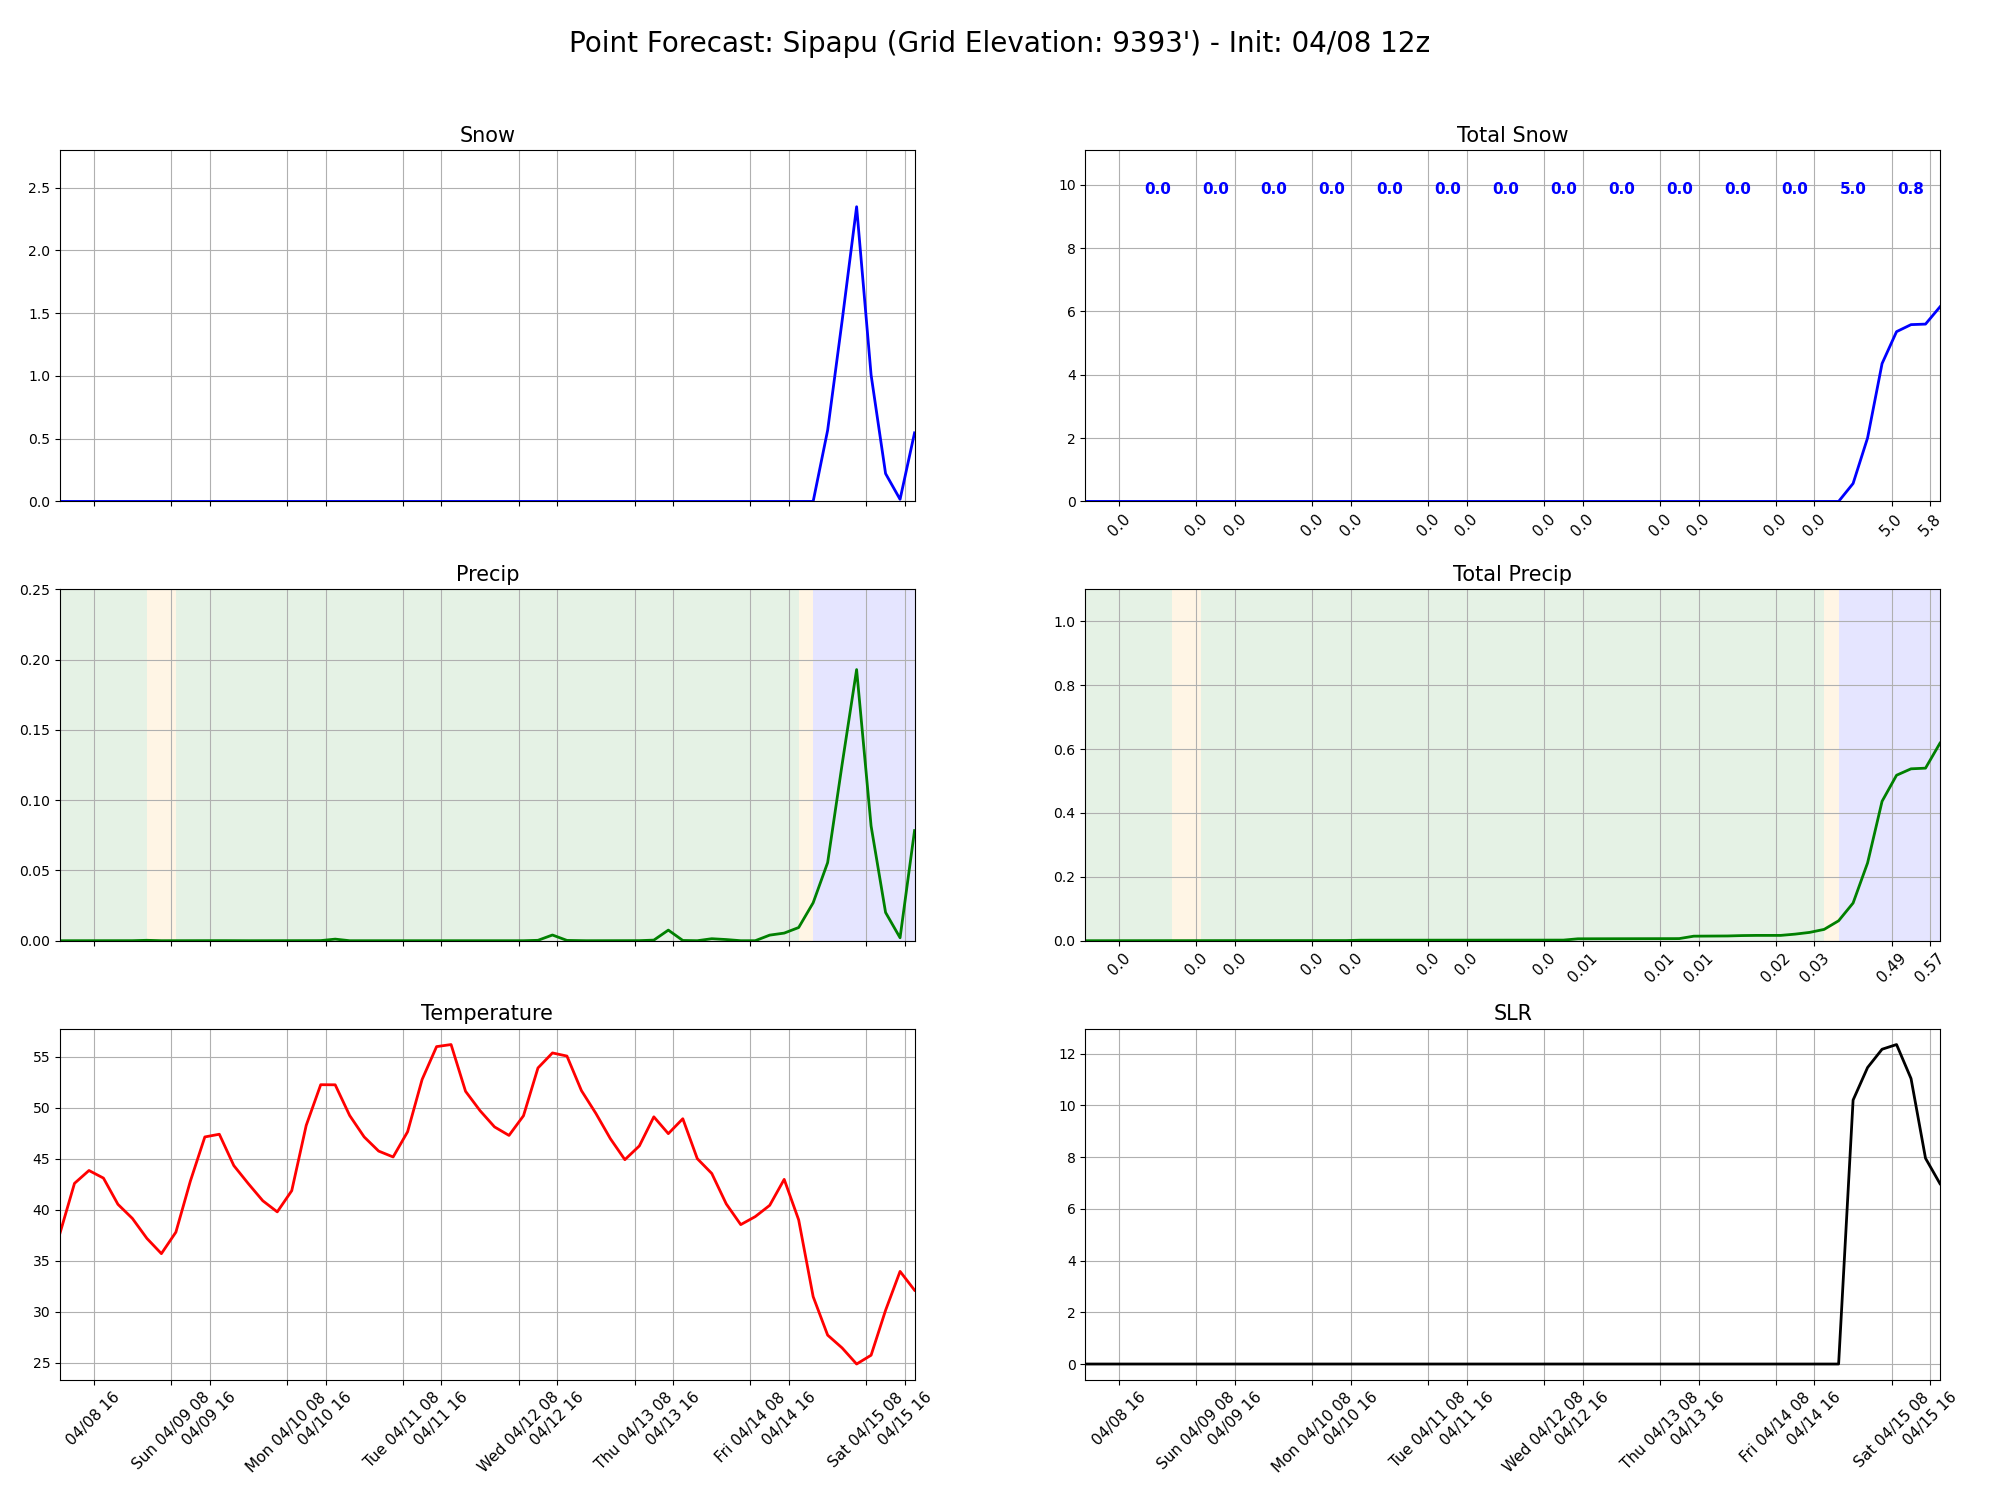 Point Forecast: Sipapu (Grid Elevation: 9393') - Init: 04/08 12z
Snow
2.5
2.0
1.5
1.0
0.5
0.0
Total Snow
0.0 0.0 0.0 0.0 0.0 0.0 0.0 0.0 0.0 0.0 0.0 0.0 5.0 0.8
10
8
6
4
2
0
0.0 0.0 0.0 0.0 0.0 0.0 0.0 0.0 0.0 0.0 0.0 0.0 0.0 5.0 5.8
Precip
0.25
0.20
0.15
0.10
0.05
0.00
Total Precip
1.0
0.8
0.6
0.4
0.2
0.0
0.0 0.0 0.0 0.0 0.0 0.0 0.0 0.0 0.01 0.01 0.01 0.02 0.03 0.49 0.57
Temperature
55
50
45
40
35
30
25
04/08 16
Sun 04/09 08
04/09 16
Mon 04/10 08
04/10 16
Tue 04/11 08
04/11 16
Wed 04/12 08
04/12 16
Thu 04/13 08
04/13 16
Fri 04/14 08
04/14 16
Sat 04/15 08
04/15 16
SLR
12
10
8
6
4
2
0
04/08 16
Sun 04/09 08
04/09 16
Mon 04/10 08
04/10 16
Tue 04/11 08
04/11 16
Wed 04/12 08
04/12 16
Thu 04/13 08
04/13 16
Fri 04/14 08
04/14 16
Sat 04/15 08
04/15 16